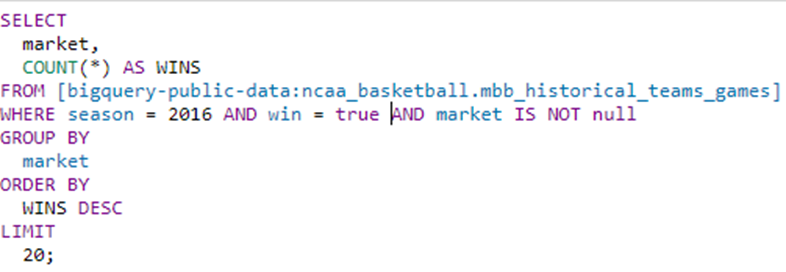 SELECT
  market,
  COUNT(*) AS WINS
FROM [bigquery-public-data:ncaa_basketball.mbb_historical_teams_games]
WHERE season = 2016 AND win = true AND market IS NOT null
GROUP BY
  market
ORDER BY
  WINS DESC
LIMIT
  20;